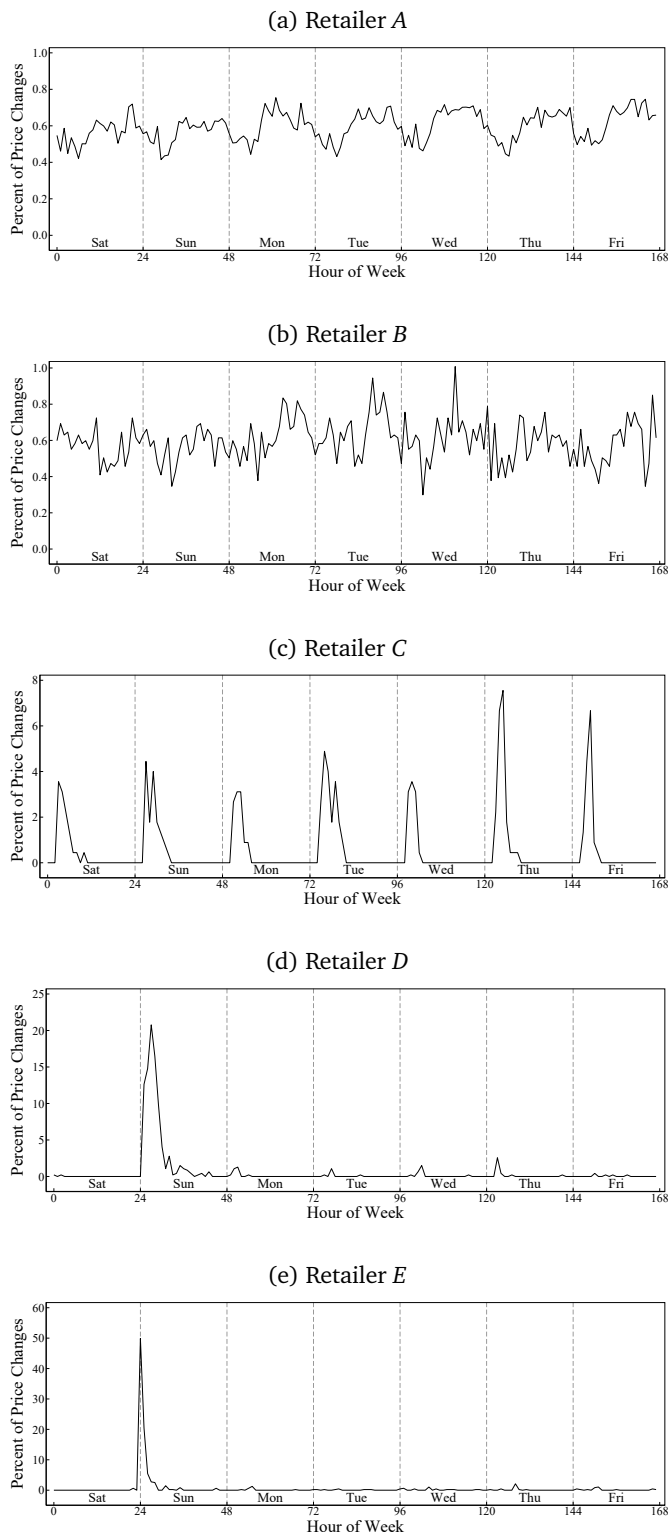 (a) Retailer A
Percent of Price Changes
1.0
0.8
0.6
0.4
0.2
0.0
Sat Sun Mon Tue Wed Thu Fri
0 24 48 72 96 120 144 168
Hour of Week
(b) Retailer B
Percent of Price Changes
1.0
0.8
0.6
0.4
0.2
0.0
Sat Sun Mon Tue Wed Thu Fri
0 24 48 72 96 120 144 168
Hour of Week
(c) Retailer C
Percent of Price Changes
8
6
4
2
0
Sat Sun Mon Tue Wed Thu Fri
0 24 48 72 96 120 144 168
Hour of Week
(d) Retailer D
Percent of Price Changes
25
20
15
10
5
0
Sat Sun Mon Tue Wed Thu Fri
0 24 48 72 96 120 144 168
Hour of Week
(e) Retailer E
Percent of Price Changes
60
50
40
30
20
10
0
Sat Sun Mon Tue Wed Thu Fri
0 24 48 72 96 120 144 168
Hour of Week